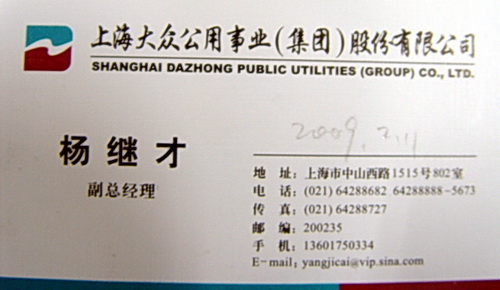 上海大众公用事业(集团)股份有限公司
SHANGHAI DAZHONG PUBLIC UTILITIES (GROUP) CO., LTD.
2009.2.11
杨继才
副总经理
地 址: 上海市中山西路1515号802室
电 话: (021) 64288682 64288888-5673
传 真: (021) 64288727
邮 编: 200235
手 机: 13601750334
E-mail: yangjicai@vip.sina.com